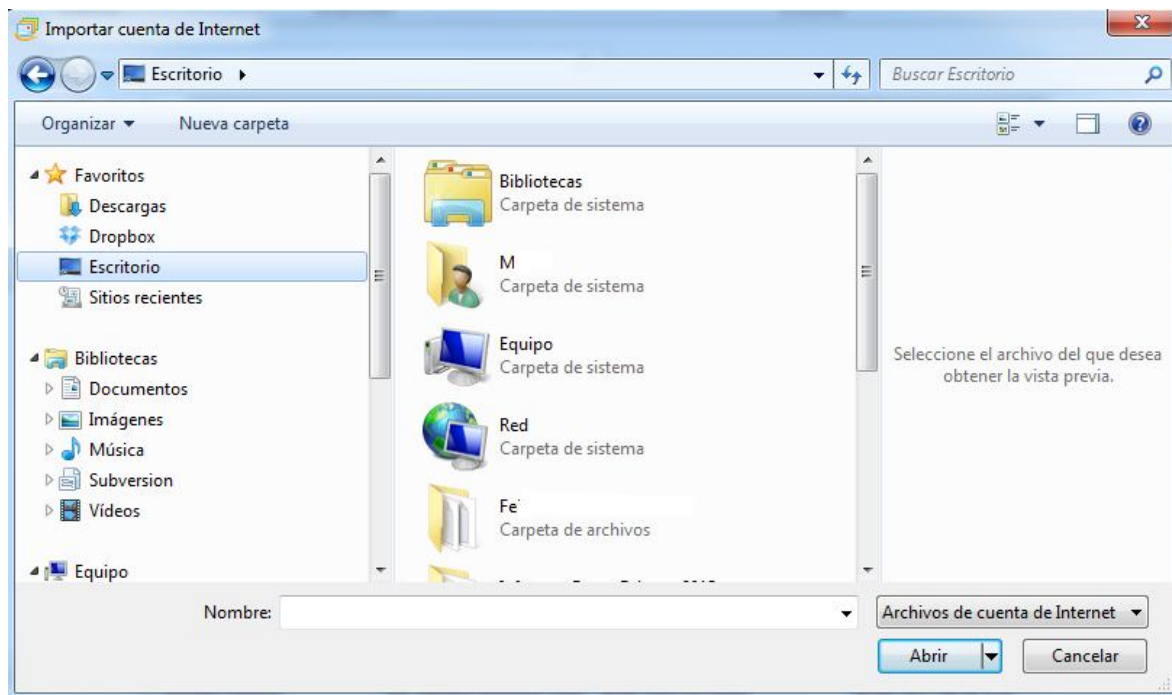 Importar cuenta de Internet
Escritorio
Buscar Escritorio
Organizar
Nueva carpeta
Favoritos
Descargas
Dropbox
Escritorio
Sitios recientes
Bibliotecas
Documentos
Imágenes
Música
Subversion
Vídeos
Equipo
Bibliotecas
Carpeta de sistema
M
Carpeta de sistema
Equipo
Carpeta de sistema
Red
Carpeta de sistema
Fe
Carpeta de archivos
Seleccione el archivo del que desea
obtener la vista previa.
Nombre:
Archivos de cuenta de Internet
Abrir
Cancelar